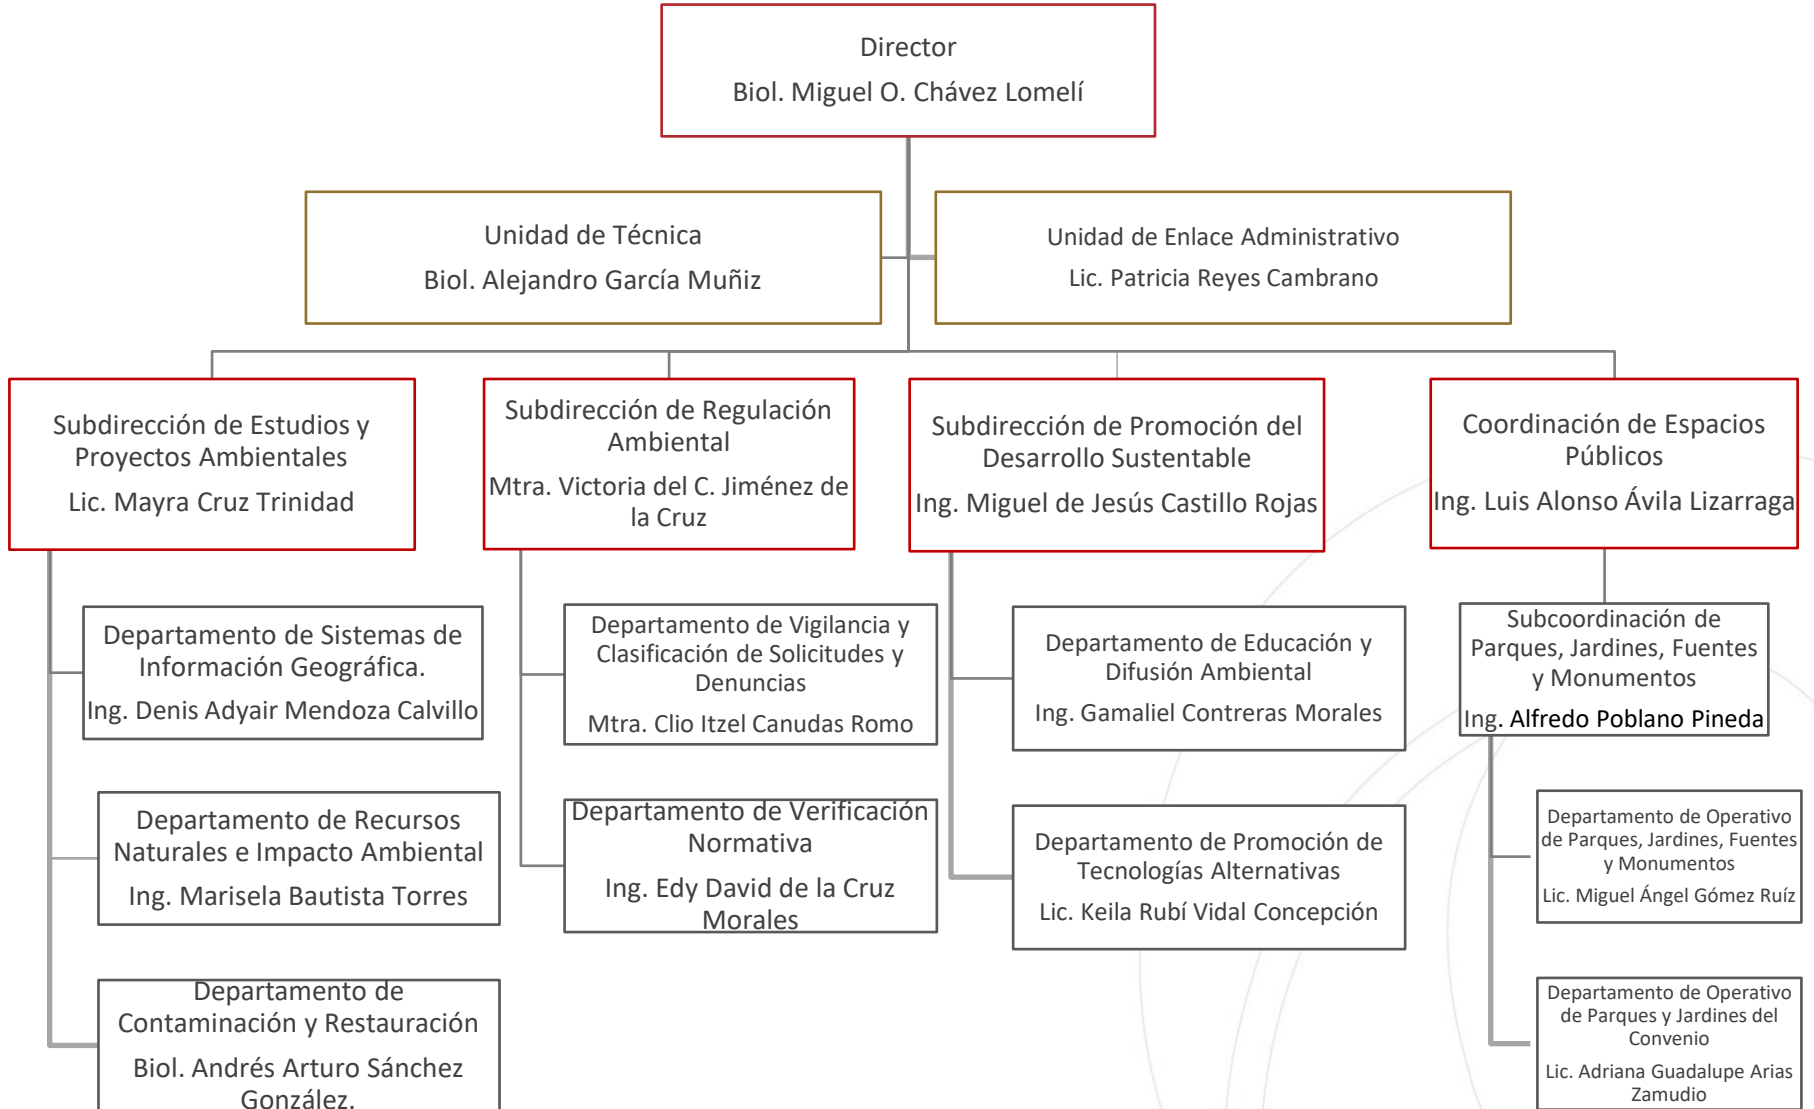 Director
Biol. Miguel O. Chávez Lomelí
Unidad de Técnica
Biol. Alejandro García Muñiz
Unidad de Enlace Administrativo
Lic. Patricia Reyes Cambrano
Subdirección de Estudios y
Proyectos Ambientales
Lic. Mayra Cruz Trinidad
Subdirección de Regulación
Ambiental
Mtra. Victoria del C. Jiménez de
la Cruz
Subdirección de Promoción del
Desarrollo Sustentable
Ing. Miguel de Jesús Castillo Rojas
Coordinación de Espacios
Públicos
Ing. Luis Alonso Ávila Lizarraga
Departamento de Sistemas de
Información Geográfica.
Ing. Denis Adyair Mendoza Calvillo
Departamento de Vigilancia y
Clasificación de Solicitudes y
Denuncias
Mtra. Clio Itzel Canudas Romo
Departamento de Educación y
Difusión Ambiental
Ing. Gamaliel Contreras Morales
Subcoordinación de
Parques, Jardines, Fuentes
y Monumentos
Ing. Alfredo Poblano Pineda
Departamento de Recursos
Naturales e Impacto Ambiental
Ing. Marisela Bautista Torres
Departamento de Verificación
Normativa
Ing. Edy David de la Cruz
Morales
Departamento de Promoción de
Tecnologías Alternativas
Lic. Keila Rubí Vidal Concepción
Departamento de Operativo
de Parques, Jardines, Fuentes
y Monumentos
Lic. Miguel Ángel Gómez Ruíz
Departamento de
Contaminación y Restauración
Biol. Andrés Arturo Sánchez
González.
Departamento de Operativo
de Parques y Jardines del
Convenio
Lic. Adriana Guadalupe Arias
Zamudio